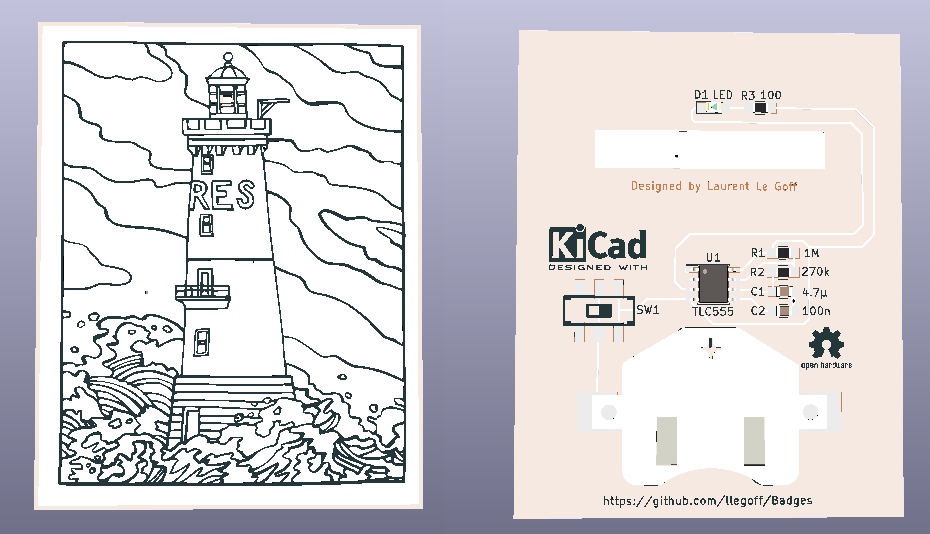 RES
D1 LED R3 100
Designed by Laurent Le Goff
KiCad
DESIGNED WITH
U1
TLC555
R1 1M
R2 270k
C1 4.7µ
C2 100n
SW1
open hardware
https://github.com/llegoff/Badges